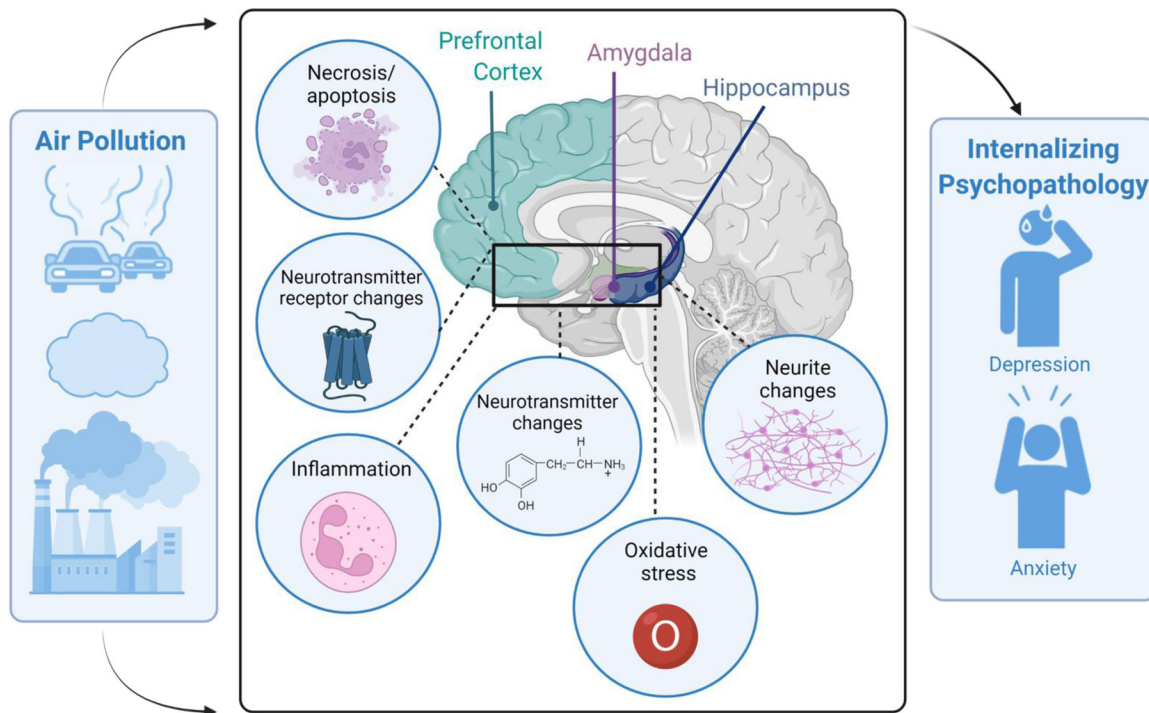 Air Pollution
Necrosis/
apoptosis
Neurotransmitter
receptor changes
Inflammation
Prefrontal
Cortex
Amygdala
Hippocampus
Neurotransmitter
changes
H
CH₂-CH-NH₃
+
HO
OH
Oxidative
stress
O
Neurite
changes
Internalizing
Psychopathology
Depression
Anxiety